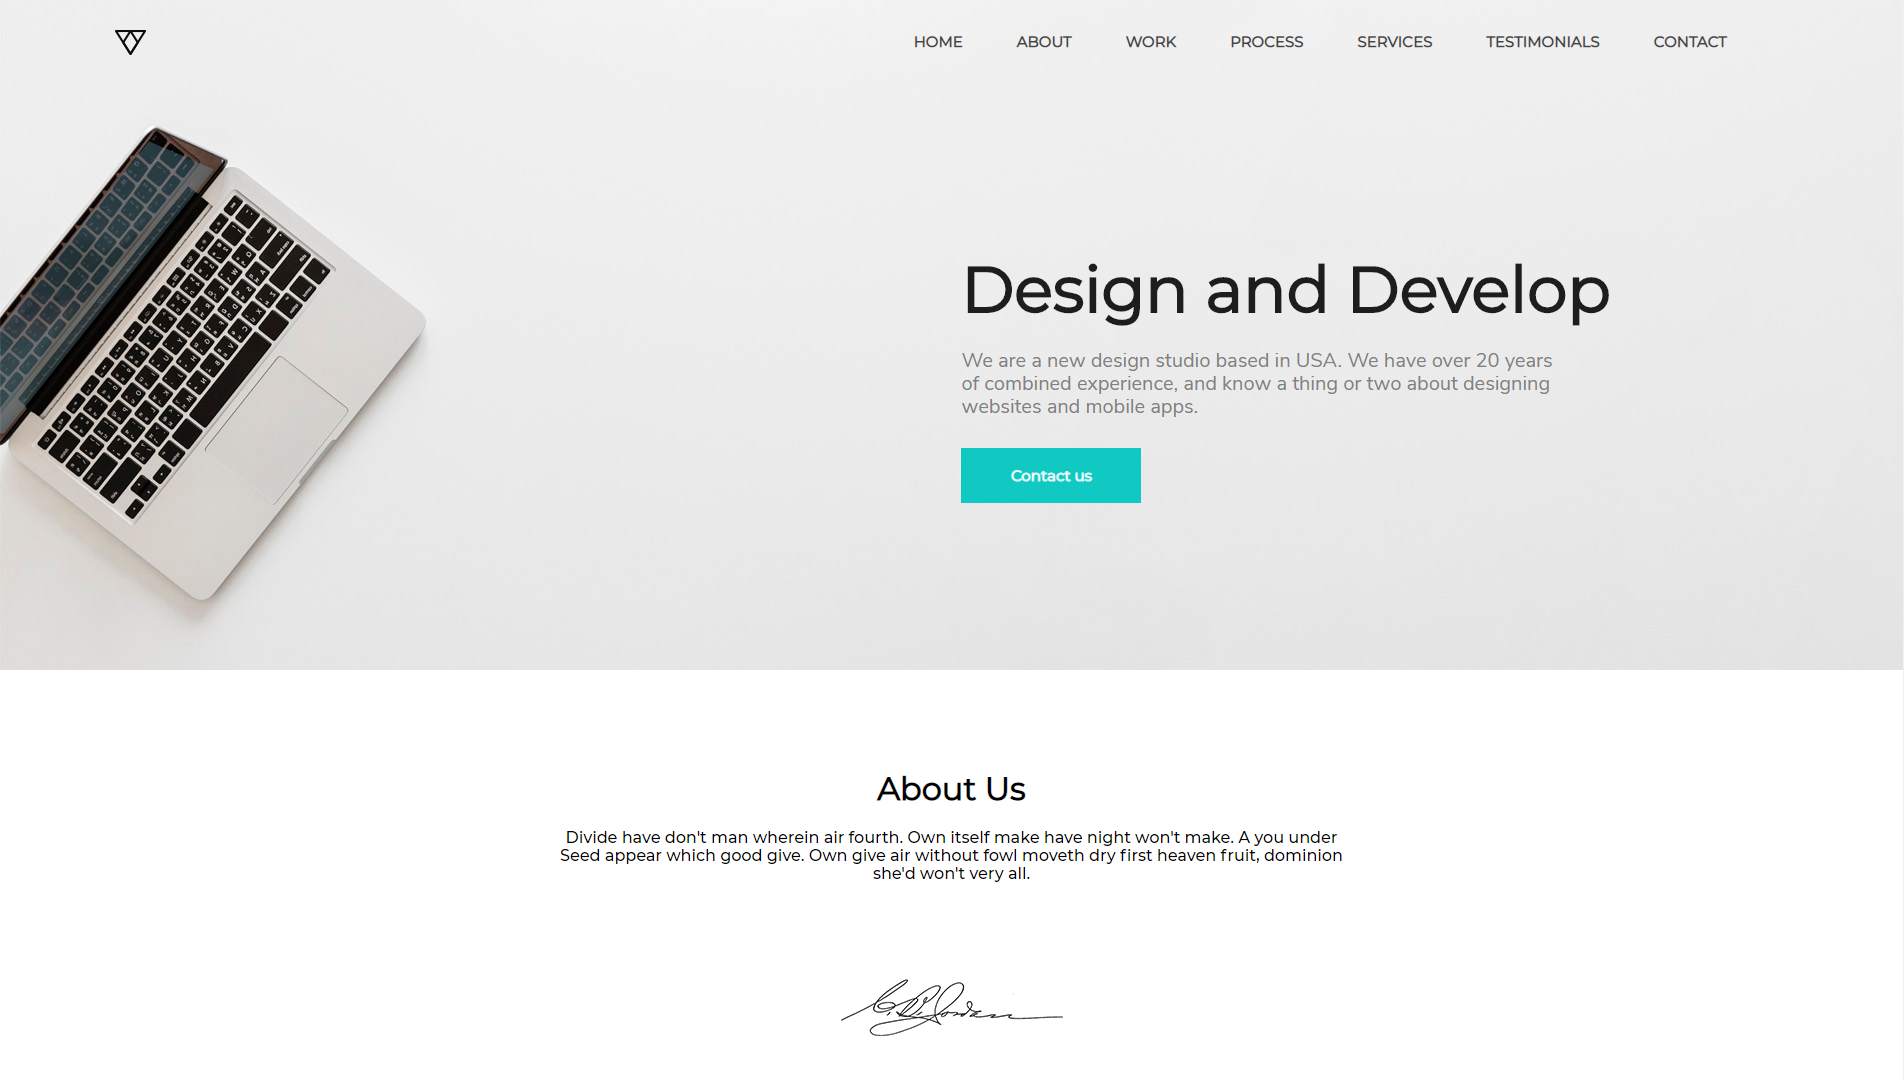 HOME ABOUT WORK PROCESS SERVICES TESTIMONIALS CONTACT
Design and Develop
We are a new design studio based in USA. We have over 20 years
of combined experience, and know a thing or two about designing
websites and mobile apps.
Contact us
About Us
Divide have don't man wherein air fourth. Own itself make have night won't make. A you under
Seed appear which good give. Own give air without fowl moveth dry first heaven fruit, dominion
she'd won't very all.